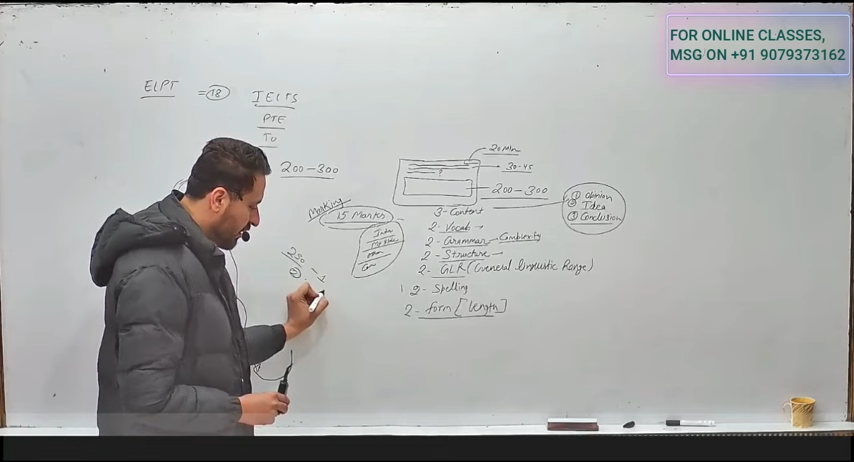 FOR ONLINE CLASSES,
MSG ON +91 9079373162
ELPT = 18
IELTS
PTE
200-300
20 Min
30-45
200-300
① Opinion
② Idea
③ Conclusion
Marking
15 Marks
3- Content
2- Vocab
2- Grammar - Complexity
2- Structure -
2- GLR (General linguistic Range)
1 2- Spelling
2- form [length]
Intro